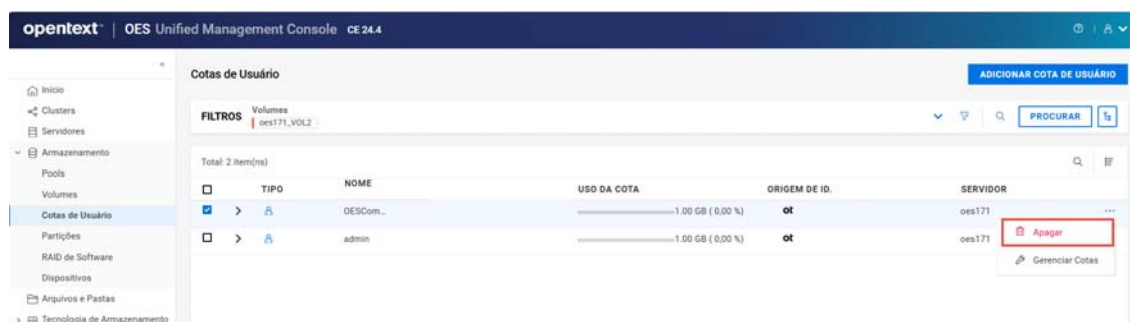 opentext™ | OES Unified Management Console CE 24.4
Início
Clusters
Servidores
Armazenamento
Pools
Volumes
Cotas de Usuário
Partições
RAID de Software
Dispositivos
Arquivos e Pastas
Tecnologia de Armazenamento
Cotas de Usuário
ADICIONAR COTA DE USUÁRIO
FILTROS
Volumes
oes171_VOL2
PROCURAR
Total: 2 item(ns)
TIPO NOME USO DA COTA ORIGEM DE ID. SERVIDOR
OESCom... 1.00 GB ( 0,00 %) ot oes171 ...
admin 1.00 GB ( 0,00 %) ot oes171
Apagar
Gerenciar Cotas